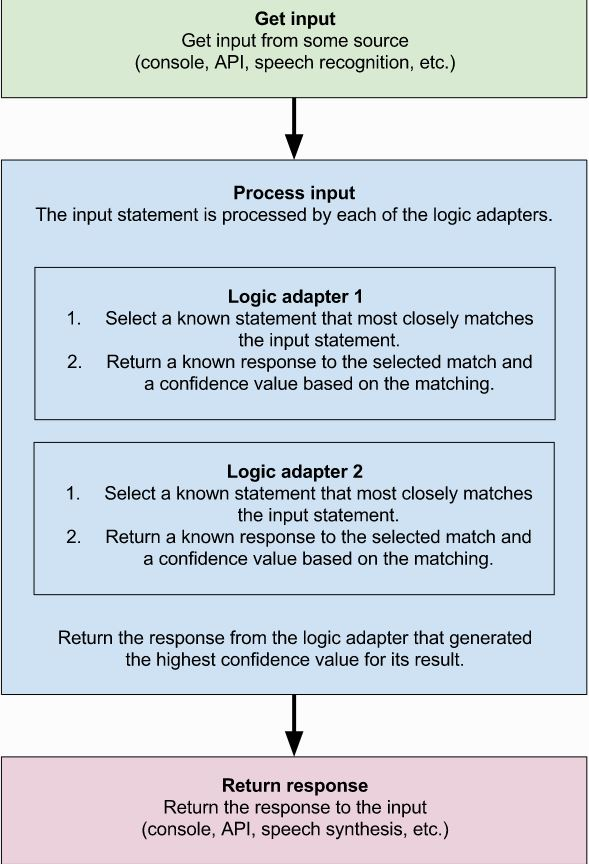 Get input
Get input from some source
(console, API, speech recognition, etc.)
Process input
The input statement is processed by each of the logic adapters.
Logic adapter 1
1. Select a known statement that most closely matches
the input statement.
2. Return a known response to the selected match and
a confidence value based on the matching.
Logic adapter 2
1. Select a known statement that most closely matches
the input statement.
2. Return a known response to the selected match and
a confidence value based on the matching.
Return the response from the logic adapter that generated
the highest confidence value for its result.
Return response
Return the response to the input
(console, API, speech synthesis, etc.)